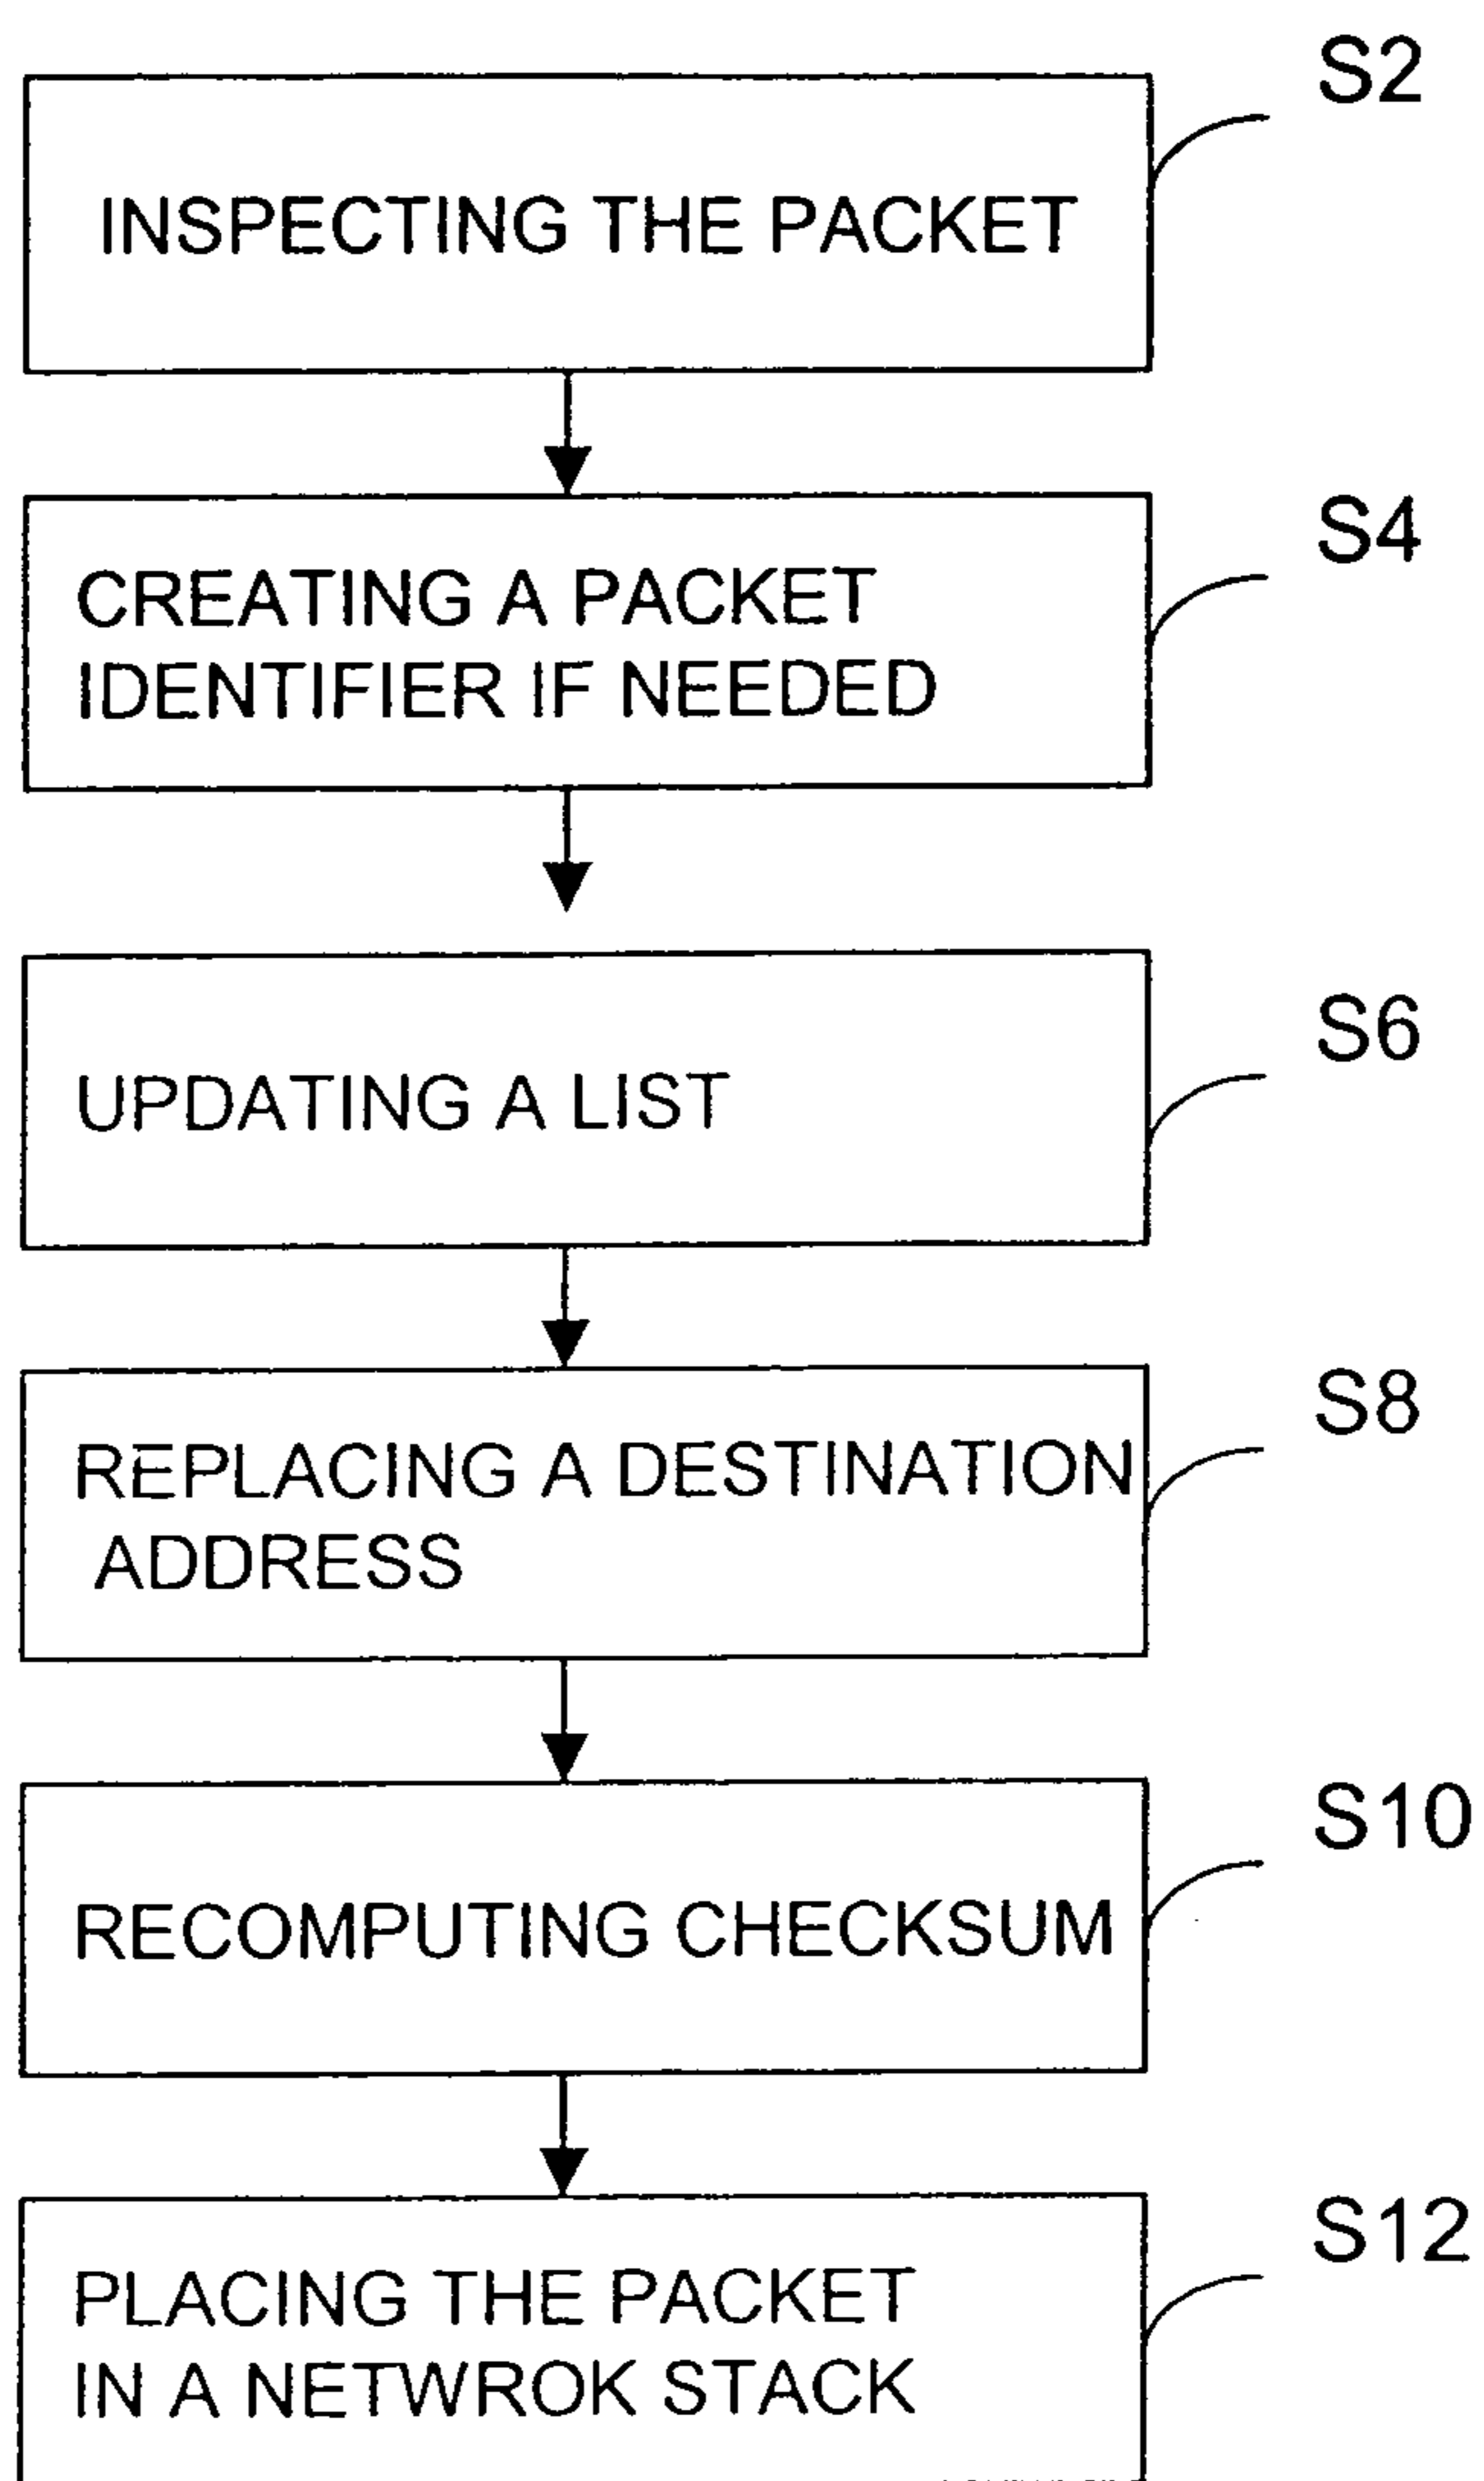 S2
INSPECTING THE PACKET
S4
CREATING A PACKET
IDENTIFIER IF NEEDED
S6
UPDATING A LIST
S8
REPLACING A DESTINATION
ADDRESS
S10
RECOMPUTING CHECKSUM
S12
PLACING THE PACKET
IN A NETWROK STACK